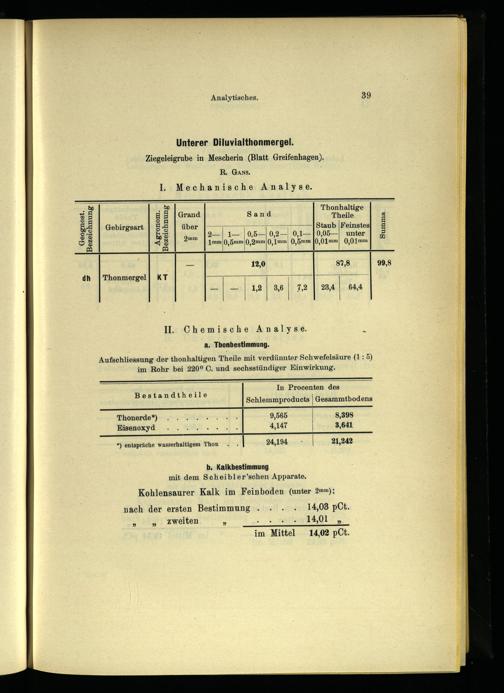 Analytisches. 39
Unterer Diluvialthonmergel.
Ziegeleigrube in Mescherin (Blatt Greifenhagen).
R. GANS.
I. Mechanische Analyse.
Geognost. Bezeichnung | Gebirgsart | Agronom. Bezeichnung | Grand über 2mm | Sand | Thonhaltige Theile | Summa
2— 1mm | 1— 0,5mm | 0,5— 0,2mm | 0,2— 0,1mm | 0,1— 0,5mm | Staub 0,05— 0,01mm | Feinstes unter 0,01mm
dh | Thonmergel | KT | — | 12,0 | 87,8 | 99,8
— | — | 1,2 | 3,6 | 7,2 | 23,4 | 64,4
II. Chemische Analyse.
a. Thonbestimmung.
Aufschliessung der thonhaltigen Theile mit verdünnter Schwefelsäure (1 : 5)
im Rohr bei 220° C. und sechsstündiger Einwirkung.
Bestandtheile | In Procenten des
Schlemmproducts | Gesammtbodens
Thonerde*) . . . . . . . . 9,565 8,398
Eisenoxyd . . . . . . . . 4,147 3,641
*) entspräche wasserhaltigem Thon . . 24,194 21,242
b. Kalkbestimmung
mit dem Scheibler'schen Apparate.
Kohlensaurer Kalk im Feinboden (unter 2mm):
nach der ersten Bestimmung . . . . 14,03 pCt.
„ „ zweiten „ . . . . 14,01 „
im Mittel 14,02 pCt.